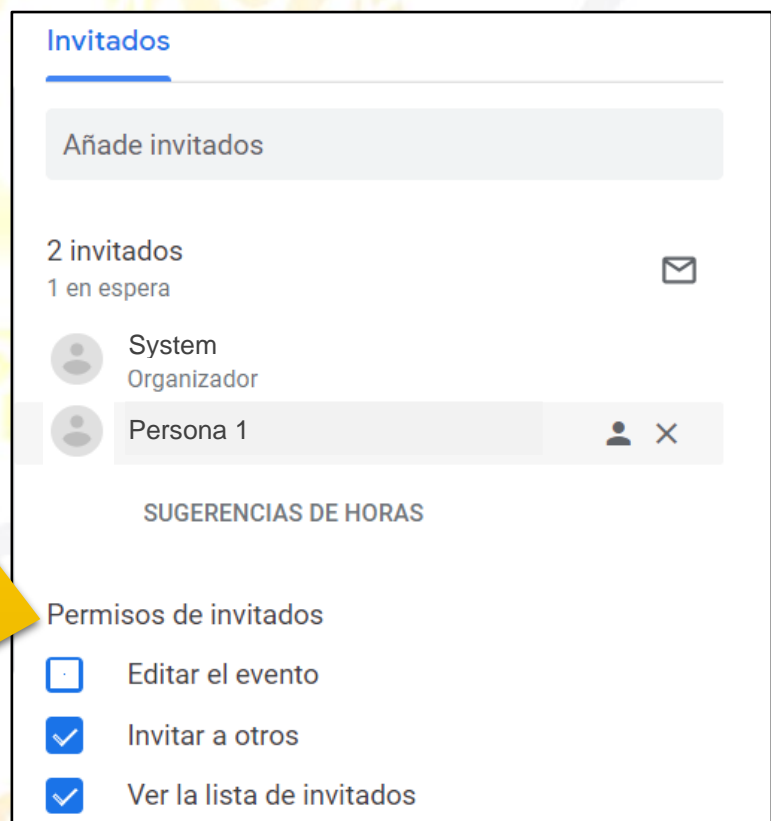 Invitados
Añade invitados
2 invitados
1 en espera
System
Organizador
Persona 1
SUGERENCIAS DE HORAS
Permisos de invitados
Editar el evento
Invitar a otros
Ver la lista de invitados